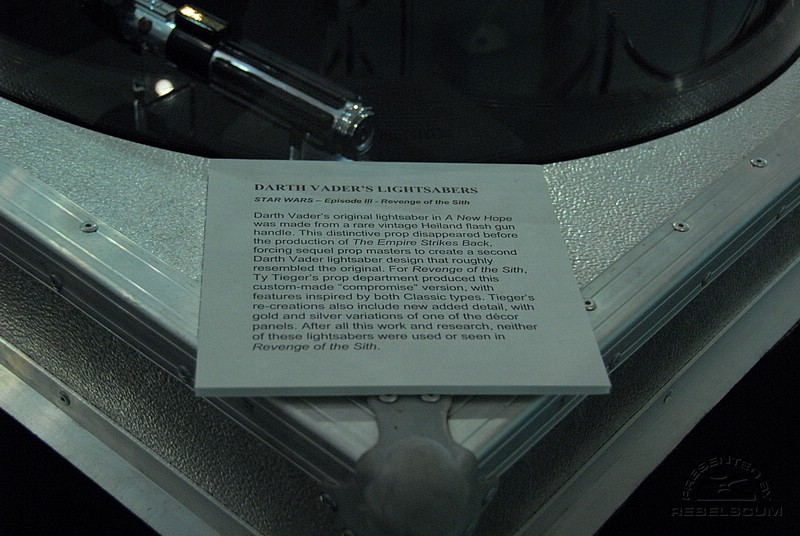 DARTH VADER'S LIGHTSABERS
STAR WARS – Episode III - Revenge of the Sith
Darth Vader's original lightsaber in A New Hope
was made from a rare vintage Heiland flash gun
handle. This distinctive prop disappeared before
the production of The Empire Strikes Back,
forcing sequel prop masters to create a second
Darth Vader lightsaber design that roughly
resembled the original. For Revenge of the Sith,
Ty Tieger's prop department produced this
custom-made "compromise" version, with
features inspired by both Classic types. Tieger's
re-creations also include new added detail, with
gold and silver variations of one of the décor
panels. After all this work and research, neither
of these lightsabers were used or seen in
Revenge of the Sith.
PRESENTED BY
REBELSCUM